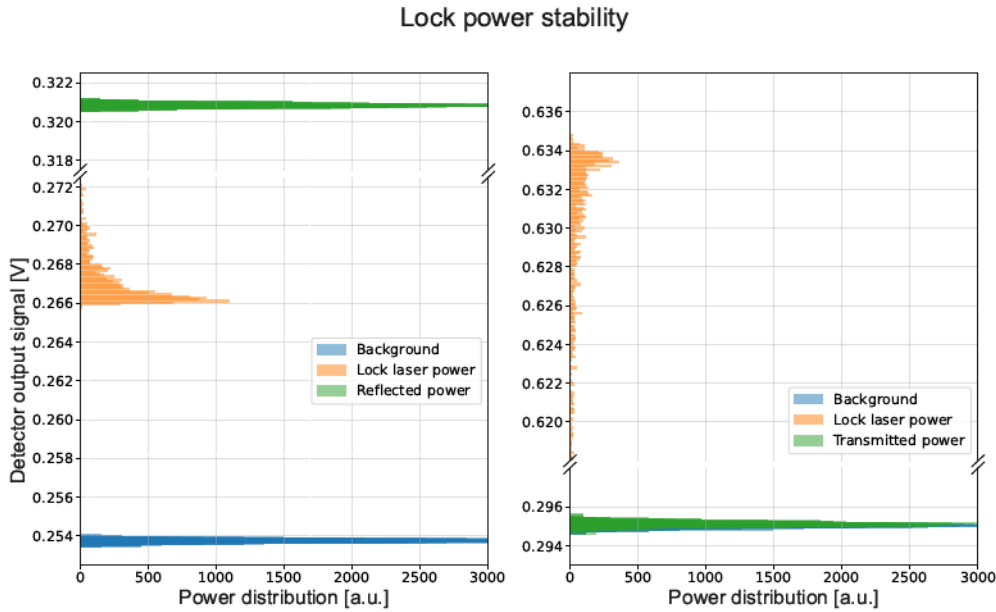 Lock power stability
Detector output signal [V]
0.322
0.320
0.318
0.272
0.270
0.268
0.266
0.264
0.262
0.260
0.258
0.256
0.254
Background
Lock laser power
Reflected power
0 500 1000 1500 2000 2500 3000
Power distribution [a.u.]
0.636
0.634
0.632
0.630
0.628
0.626
0.624
0.622
0.620
0.296
0.294
Background
Lock laser power
Transmitted power
0 500 1000 1500 2000 2500 3000
Power distribution [a.u.]